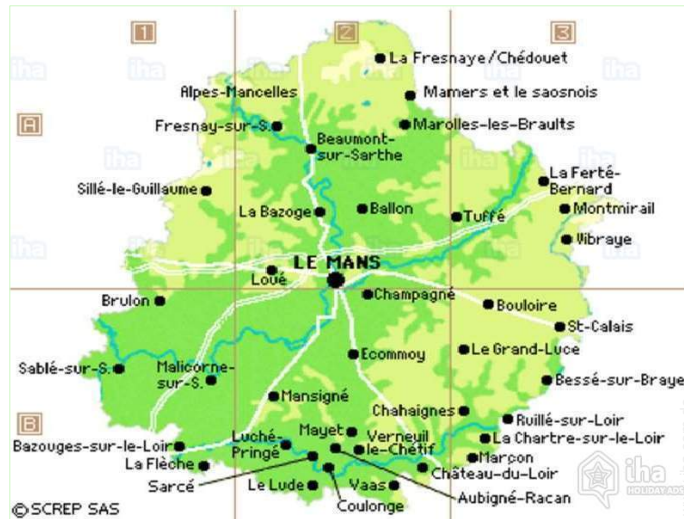 1
2
3
La Fresnaye/Chédouet
iha
iha
iha
Alpes-Mancelles
Mamers et le saosnois
A
Fresnay-sur-S.
Marolles-les-Braults
Beaumont-
sur-Sarthe
iha
La Ferté-
Bernard
Sillé-le-Guillaume
La Bazoge
Ballon
Tuffé
Montmirail
Vibraye
LE MANS
Loué
Champagné
Brulon
Bouloire
St-Calais
Ecommoy
Le Grand-Luce
Sablé-sur-S.
Malicorne-
sur-S.
Bessé-sur-Braye
Mansigné
Chahaignes
B
Ruillé-sur-Loir
Mayet
Verneuil
le-Chétif
Luché-
Pringé
La Chartre-sur-le-Loir
Bazouges-sur-le-Loir
Marçon
La Flèche
Château-du-Loir
Sarcé
Le Lude
Coulonge
Vaas
Aubigné-Racan
iha
©SCREP SAS